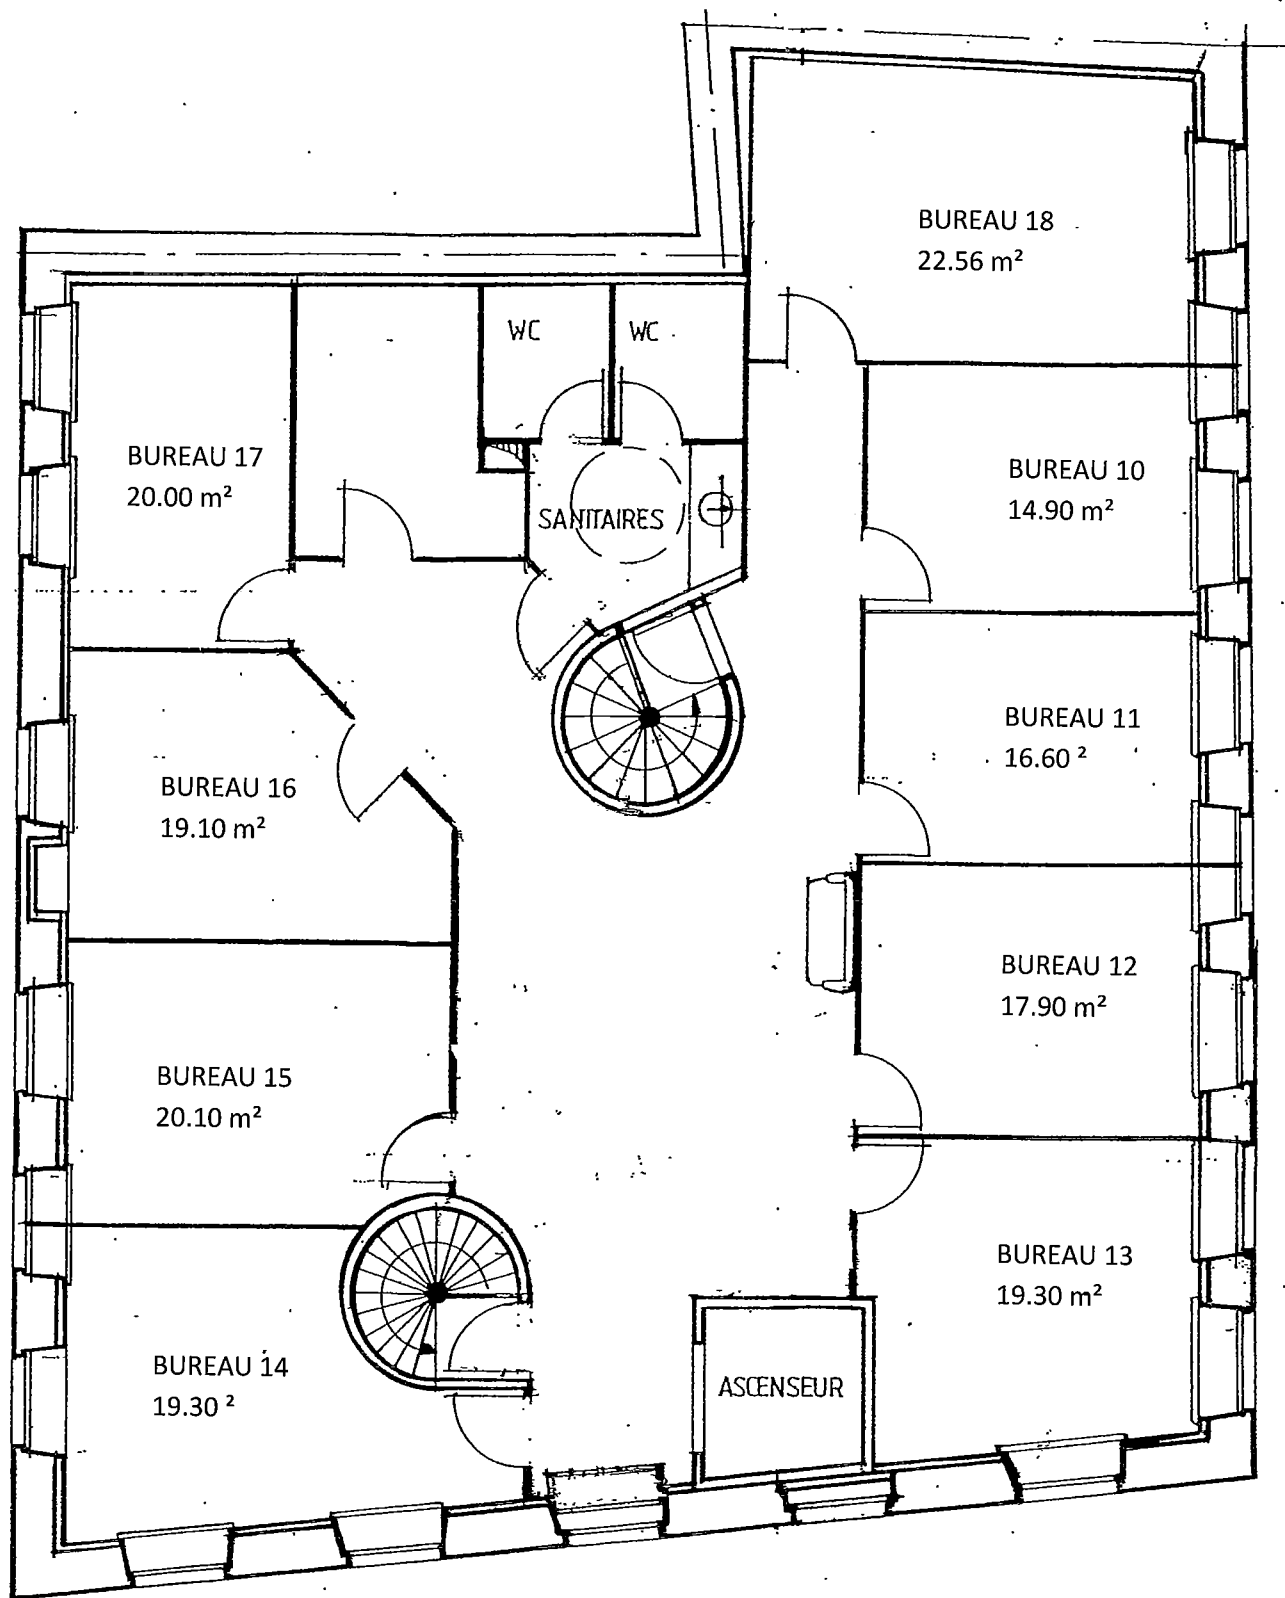 BUREAU 18
22.56 m²
WC
WC
BUREAU 17
20.00 m²
BUREAU 10
14.90 m²
SANITAIRES
BUREAU 11
16.60 ²
BUREAU 16
19.10 m²
BUREAU 12
17.90 m²
BUREAU 15
20.10 m²
BUREAU 13
19.30 m²
BUREAU 14
19.30 ²
ASCENSEUR